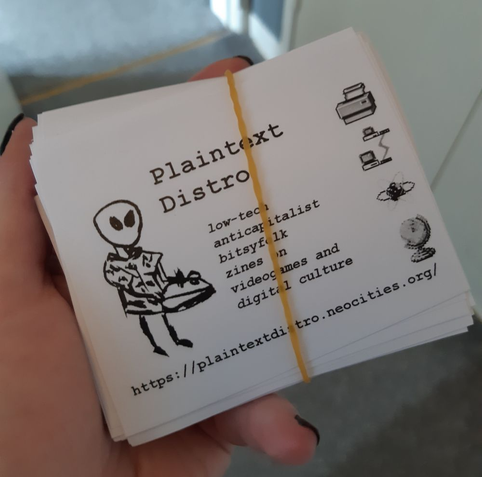 Plaintext
Distro
low-tech
anticapitalist
bitsyfolk
zines on
videogames and
digital culture
https://plaintextdistro.neocities.org/